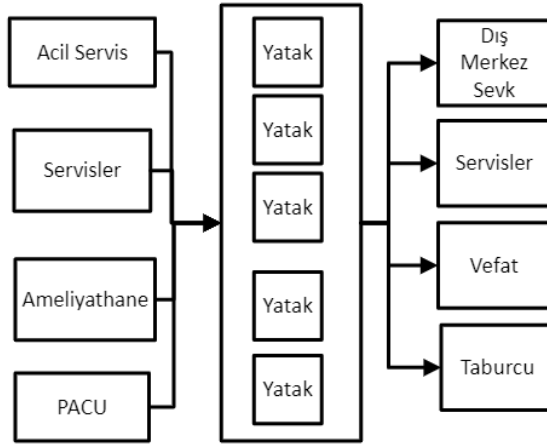 Acil Servis
Servisler
Ameliyathane
PACU
Yatak
Yatak
Yatak
Yatak
Yatak
Dış
Merkez
Sevk
Servisler
Vefat
Taburcu